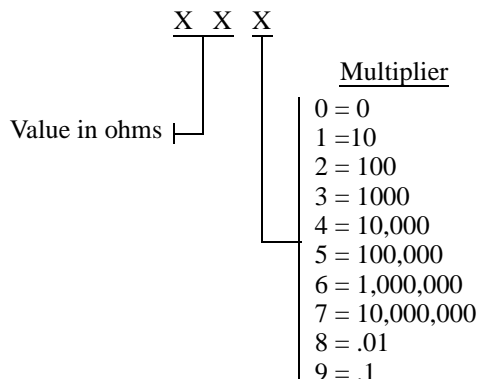 X X X
Multiplier
Value in ohms
0 = 0
1 =10
2 = 100
3 = 1000
4 = 10,000
5 = 100,000
6 = 1,000,000
7 = 10,000,000
8 = .01
9 = .1